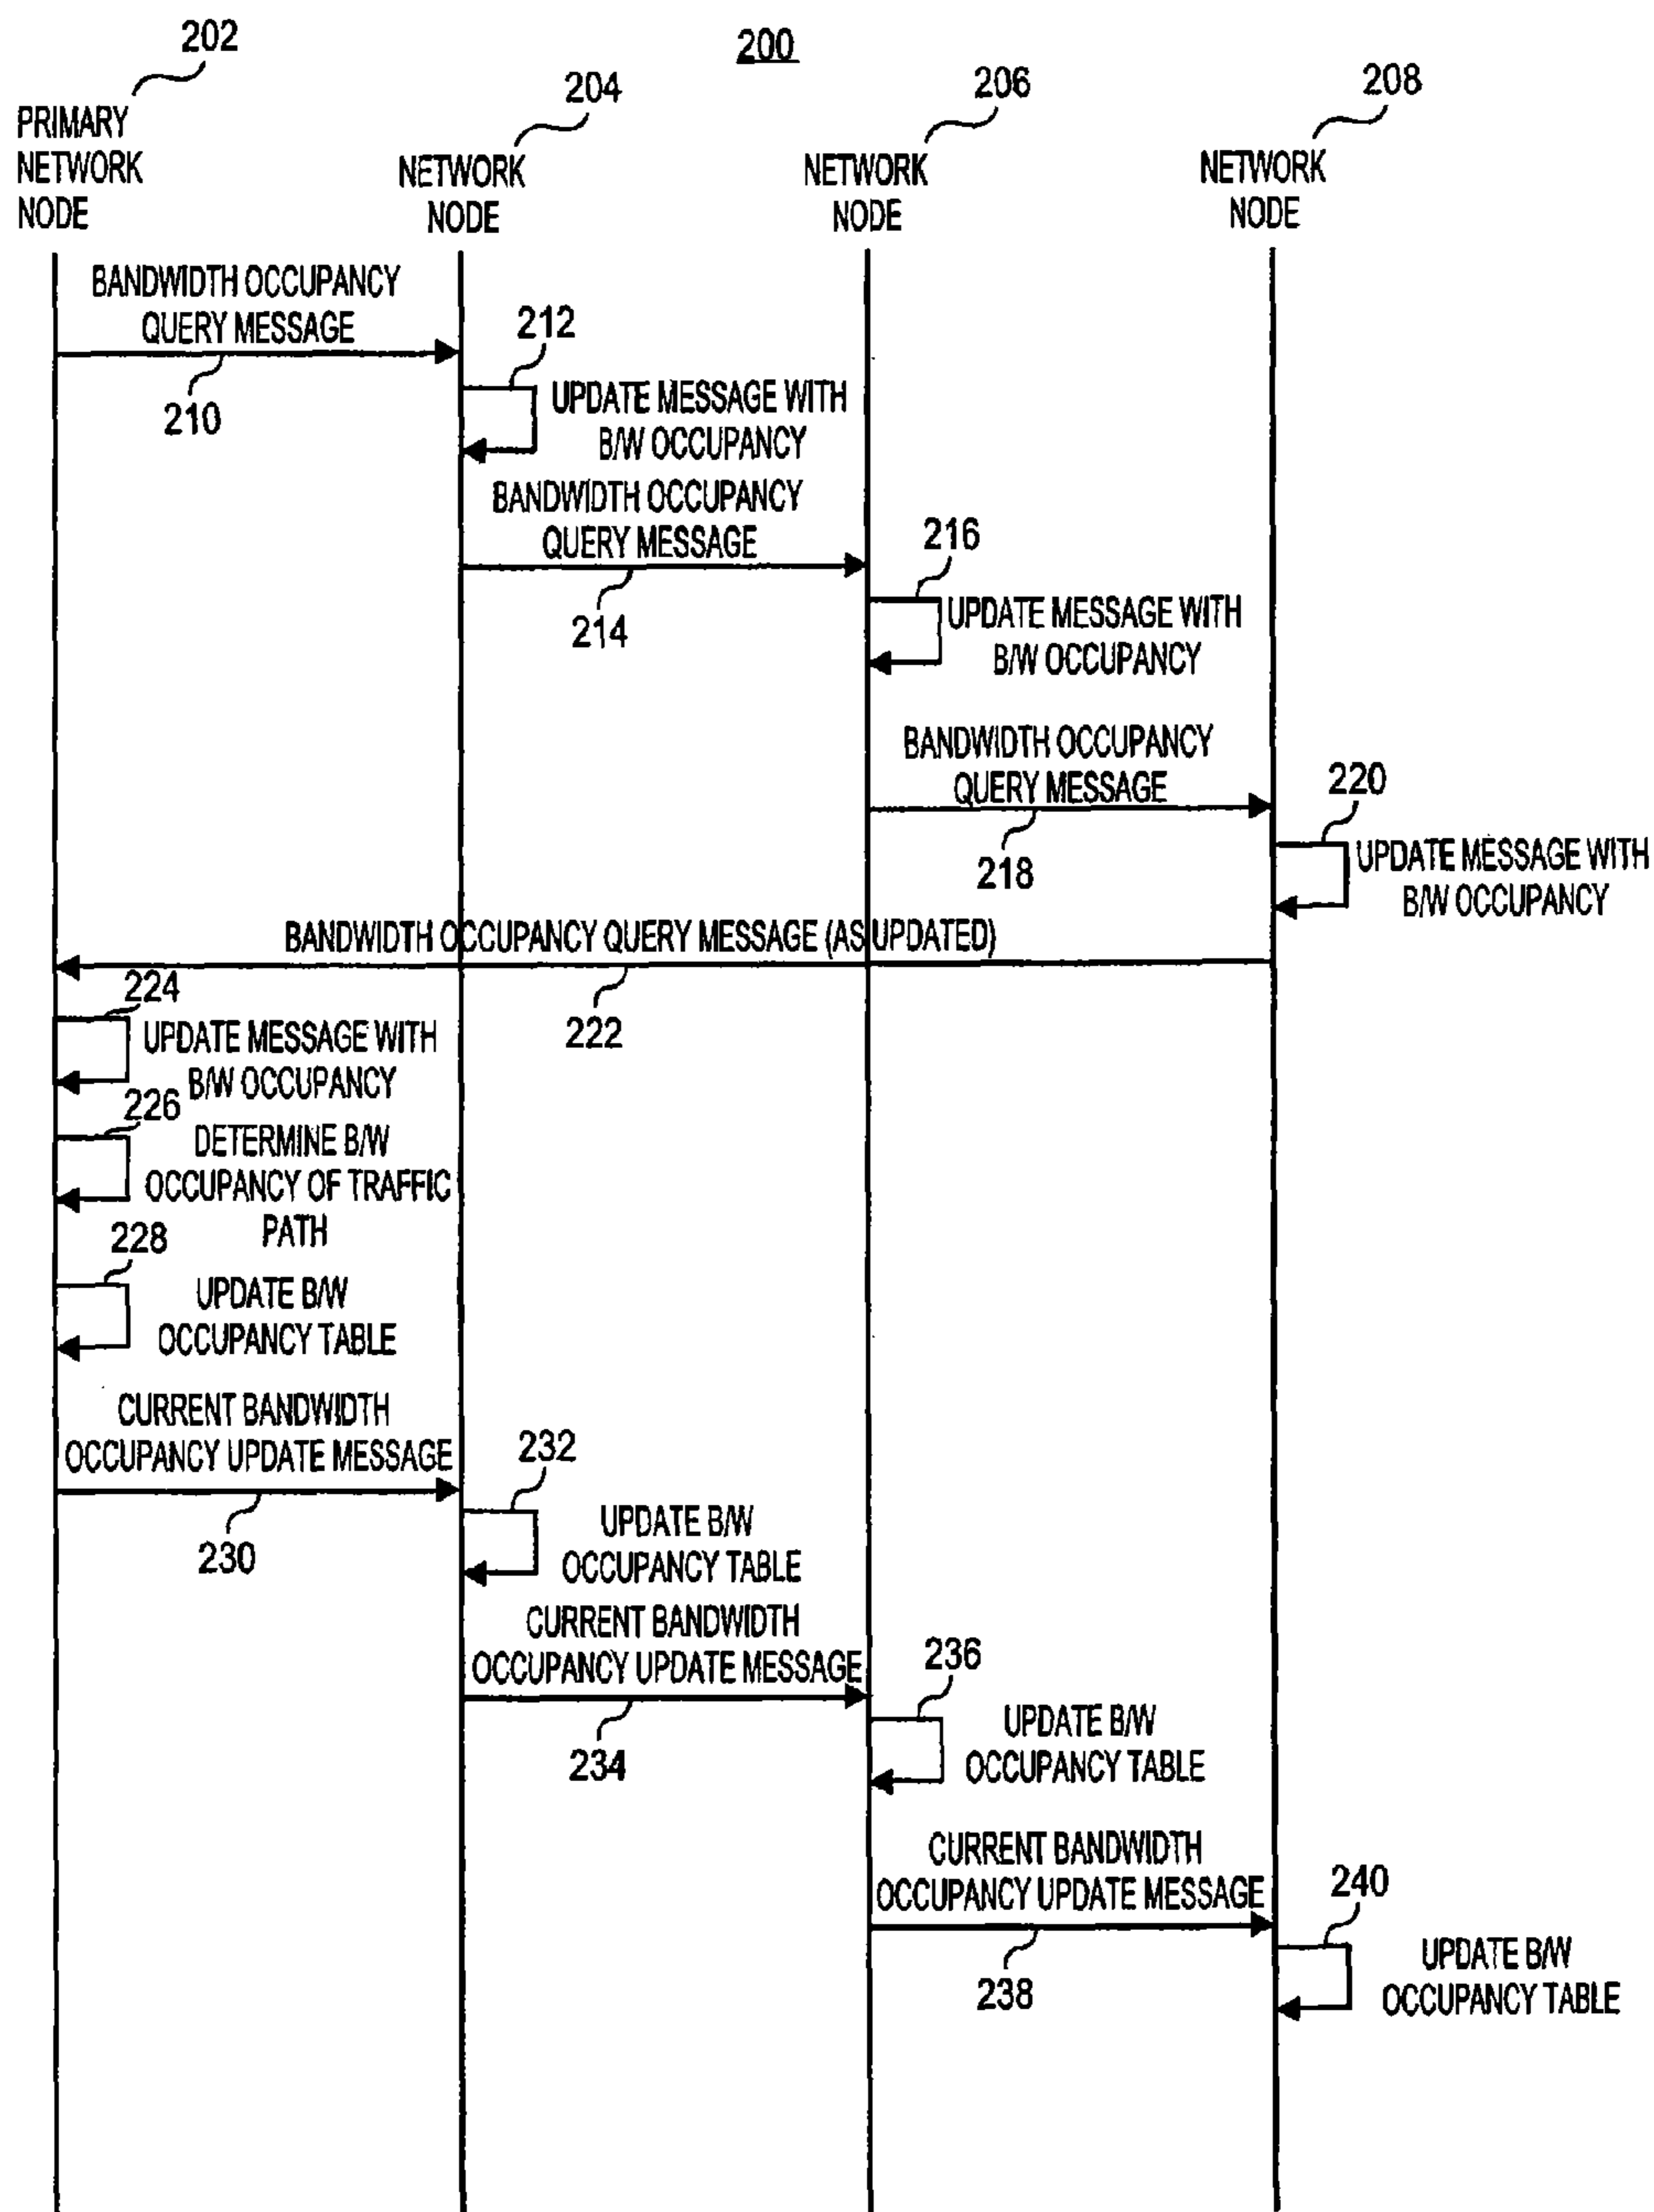 200
202
PRIMARY
NETWORK
NODE
204
NETWORK
NODE
206
NETWORK
NODE
208
NETWORK
NODE
BANDWIDTH OCCUPANCY
QUERY MESSAGE
210
212
UPDATE MESSAGE WITH
B/W OCCUPANCY
BANDWIDTH OCCUPANCY
QUERY MESSAGE
214
216
UPDATE MESSAGE WITH
B/W OCCUPANCY
BANDWIDTH OCCUPANCY
QUERY MESSAGE
218
220
UPDATE MESSAGE WITH
B/W OCCUPANCY
BANDWIDTH OCCUPANCY QUERY MESSAGE (AS UPDATED)
222
224
UPDATE MESSAGE WITH
B/W OCCUPANCY
226
DETERMINE B/W
OCCUPANCY OF TRAFFIC
PATH
228
UPDATE B/W
OCCUPANCY TABLE
CURRENT BANDWIDTH
OCCUPANCY UPDATE MESSAGE
230
232
UPDATE B/W
OCCUPANCY TABLE
CURRENT BANDWIDTH
OCCUPANCY UPDATE MESSAGE
234
236
UPDATE B/W
OCCUPANCY TABLE
CURRENT BANDWIDTH
OCCUPANCY UPDATE MESSAGE
238
240
UPDATE B/W
OCCUPANCY TABLE